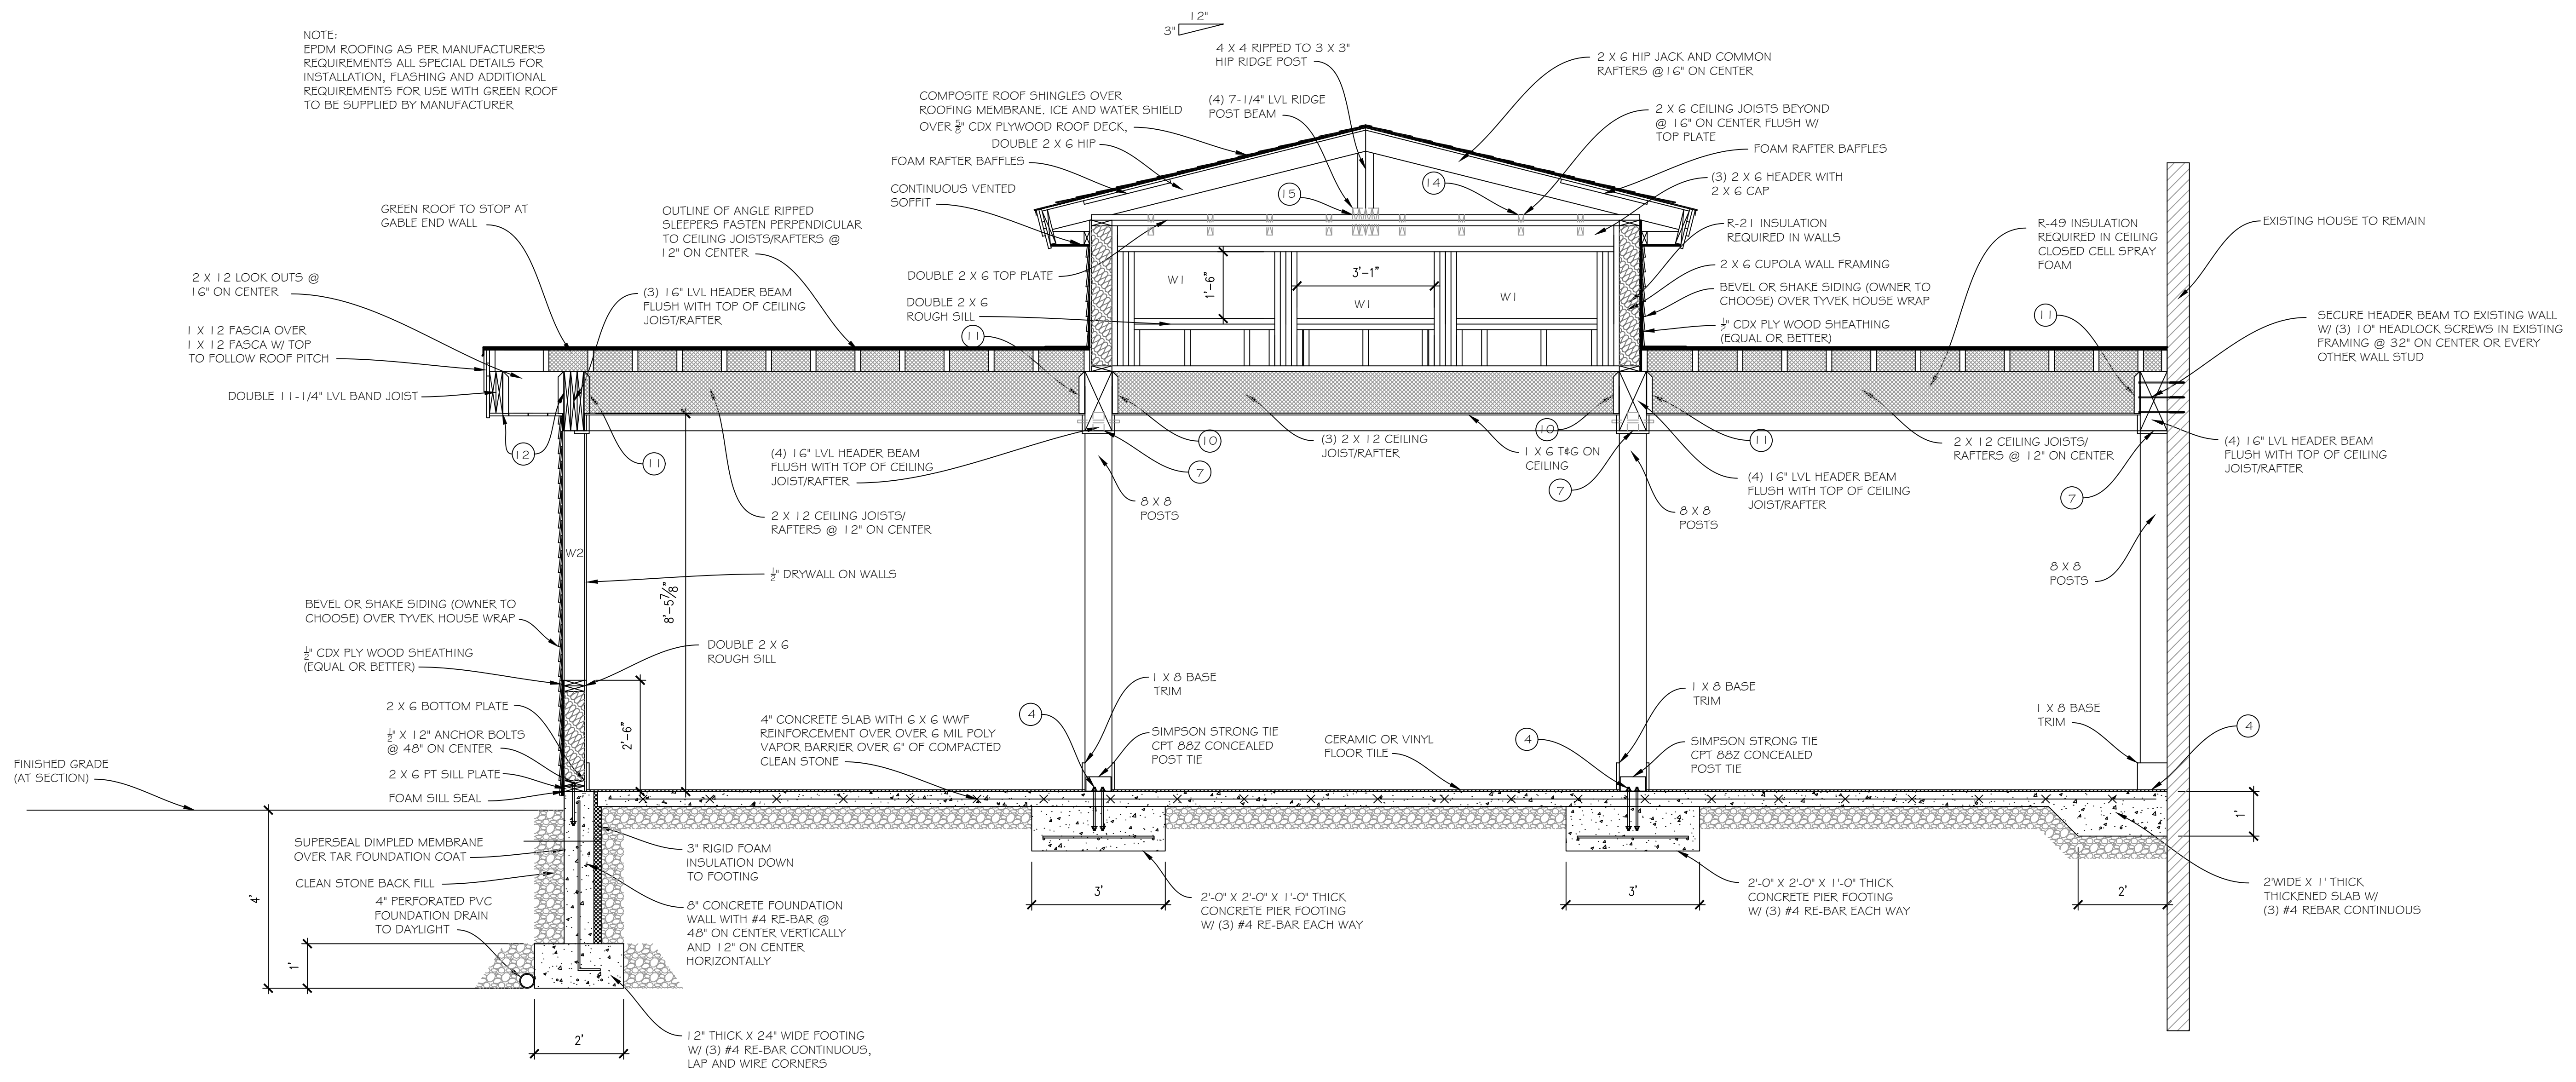 12"
3"
NOTE:
EPDM ROOFING AS PER MANUFACTURER'S
REQUIREMENTS ALL SPECIAL DETAILS FOR
INSTALLATION, FLASHING AND ADDITIONAL
REQUIREMENTS FOR USE WITH GREEN ROOF
TO BE SUPPLIED BY MANUFACTURER
4 X 4 RIPPED TO 3 X 3"
HIP RIDGE POST
2 X 6 HIP JACK AND COMMON
RAFTERS @16" ON CENTER
COMPOSITE ROOF SHINGLES OVER
ROOFING MEMBRANE. ICE AND WATER SHIELD
OVER 5/8" CDX PLYWOOD ROOF DECK,
(4) 7-1/4" LVL RIDGE
POST BEAM
2 X 6 CEILING JOISTS BEYOND
@ 16" ON CENTER FLUSH W/
TOP PLATE
DOUBLE 2 X 6 HIP
FOAM RAFTER BAFFLES
FOAM RAFTER BAFFLES
CONTINUOUS VENTED
SOFFIT
15
14
(3) 2 X 6 HEADER WITH
2 X 6 CAP
GREEN ROOF TO STOP AT
GABLE END WALL
OUTLINE OF ANGLE RIPPED
SLEEPERS FASTEN PERPENDICULAR
TO CEILING JOISTS/RAFTERS @
12" ON CENTER
R-21 INSULATION
REQUIRED IN WALLS
R-49 INSULATION
REQUIRED IN CEILING
CLOSED CELL SPRAY
FOAM
EXISTING HOUSE TO REMAIN
2 X 12 LOOK OUTS @
16" ON CENTER
(3) 16" LVL HEADER BEAM
FLUSH WITH TOP OF CEILING
JOIST/RAFTER
DOUBLE 2 X 6 TOP PLATE
W1
1'-6"
3'-1"
W1
W1
2 X 6 CUPOLA WALL FRAMING
DOUBLE 2 X 6
ROUGH SILL
BEVEL OR SHAKE SIDING (OWNER TO
CHOOSE) OVER TYVEK HOUSE WRAP
1/2" CDX PLY WOOD SHEATHING
(EQUAL OR BETTER)
11
11
SECURE HEADER BEAM TO EXISTING WALL
W/ (3) 10" HEADLOCK SCREWS IN EXISTING
FRAMING @ 32" ON CENTER OR EVERY
OTHER WALL STUD
1 X 12 FASCIA OVER
1 X 12 FASCA W/ TOP
TO FOLLOW ROOF PITCH
DOUBLE 11-1/4" LVL BAND JOIST
12
11
(4) 16" LVL HEADER BEAM
FLUSH WITH TOP OF CEILING
JOIST/RAFTER
10
7
(3) 2 X 12 CEILING
JOIST/RAFTER
10
1 X 6 T&G ON
CEILING
7
11
2 X 12 CEILING JOISTS/
RAFTERS @ 12" ON CENTER
(4) 16" LVL HEADER BEAM
FLUSH WITH TOP OF CEILING
JOIST/RAFTER
(4) 16" LVL HEADER BEAM
FLUSH WITH TOP OF CEILING
JOIST/RAFTER
7
2 X 12 CEILING JOISTS/
RAFTERS @ 12" ON CENTER
8 X 8
POSTS
8 X 8
POSTS
8 X 8
POSTS
W2
1/2" DRYWALL ON WALLS
8'-5 7/8"
BEVEL OR SHAKE SIDING (OWNER TO
CHOOSE) OVER TYVEK HOUSE WRAP
1/2" CDX PLY WOOD SHEATHING
(EQUAL OR BETTER)
DOUBLE 2 X 6
ROUGH SILL
1 X 8 BASE
TRIM
1 X 8 BASE
TRIM
1 X 8 BASE
TRIM
2 X 6 BOTTOM PLATE
1/2" X 12" ANCHOR BOLTS
@ 48" ON CENTER
2'-6"
4" CONCRETE SLAB WITH 6 X 6 WWF
REINFORCEMENT OVER OVER 6 MIL POLY
VAPOR BARRIER OVER 6" OF COMPACTED
CLEAN STONE
4
SIMPSON STRONG TIE
CPT 88Z CONCEALED
POST TIE
CERAMIC OR VINYL
FLOOR TILE
4
SIMPSON STRONG TIE
CPT 88Z CONCEALED
POST TIE
4
FINISHED GRADE
(AT SECTION)
2 X 6 PT SILL PLATE
FOAM SILL SEAL
SUPERSEAL DIMPLED MEMBRANE
OVER TAR FOUNDATION COAT
3" RIGID FOAM
INSULATION DOWN
TO FOOTING
1'
CLEAN STONE BACK FILL
4'
4" PERFORATED PVC
FOUNDATION DRAIN
TO DAYLIGHT
8" CONCRETE FOUNDATION
WALL WITH #4 RE-BAR @
48" ON CENTER VERTICALLY
AND 12" ON CENTER
HORIZONTALLY
3'
2'-0" X 2'-0" X 1'-0" THICK
CONCRETE PIER FOOTING
W/ (3) #4 RE-BAR EACH WAY
3'
2'-0" X 2'-0" X 1'-0" THICK
CONCRETE PIER FOOTING
W/ (3) #4 RE-BAR EACH WAY
2'
2'WIDE X 1' THICK
THICKENED SLAB W/
(3) #4 REBAR CONTINUOUS
1'
2'
12" THICK X 24" WIDE FOOTING
W/ (3) #4 RE-BAR CONTINUOUS,
LAP AND WIRE CORNERS